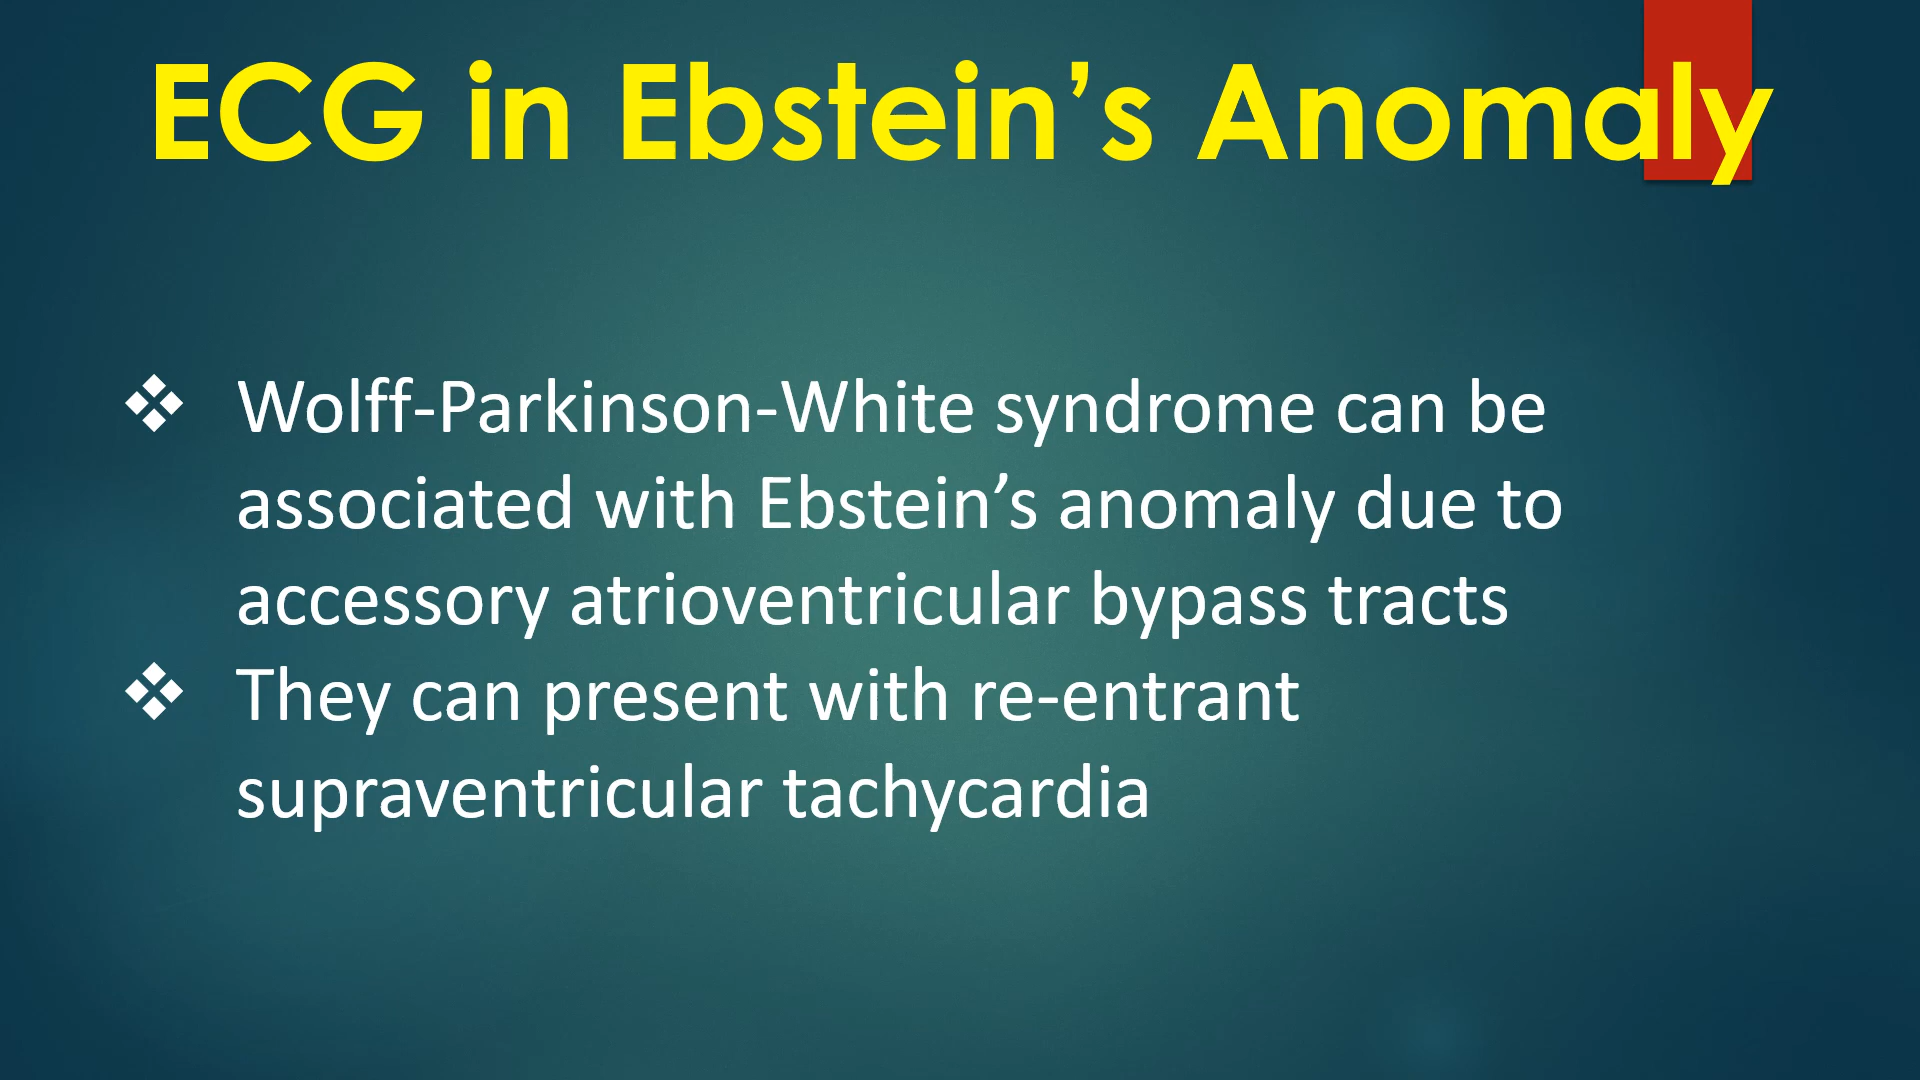 ECG in Ebstein’s Anomaly
❖ Wolff-Parkinson-White syndrome can be
associated with Ebstein’s anomaly due to
accessory atrioventricular bypass tracts
❖ They can present with re-entrant
supraventricular tachycardia